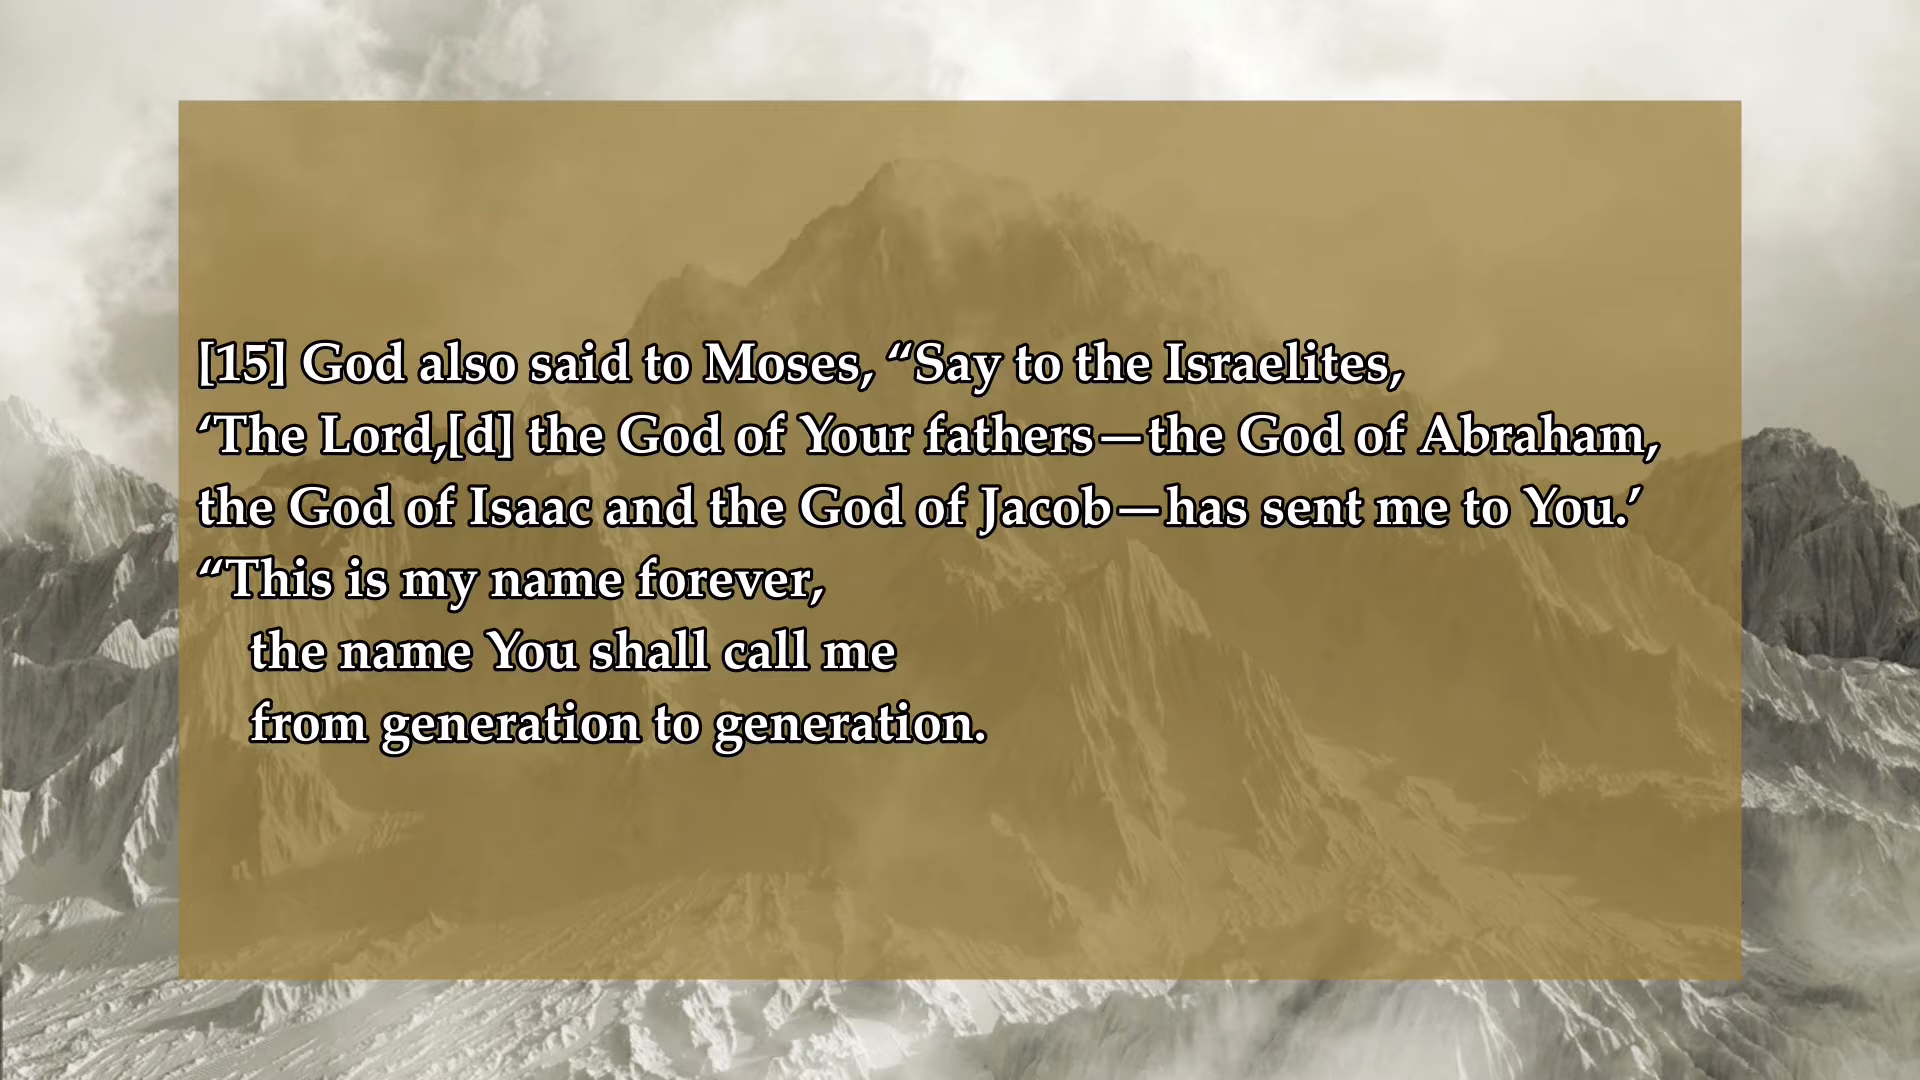 [15] God also said to Moses, “Say to the Israelites,
‘The Lord,[d] the God of Your fathers—the God of Abraham,
the God of Isaac and the God of Jacob—has sent me to You.’
“This is my name forever,
the name You shall call me
from generation to generation.